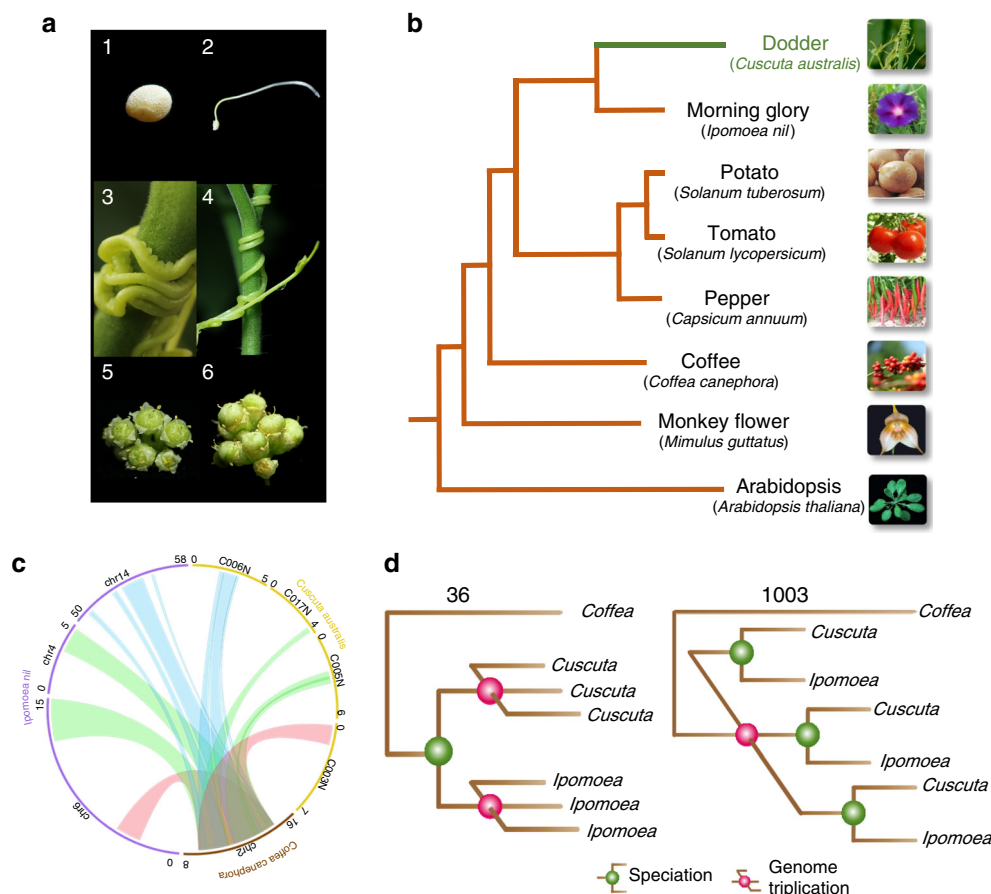 a
1
2
3
4
5
6
b
Dodder
(Cuscuta australis)
Morning glory
(Ipomoea nil)
Potato
(Solanum tuberosum)
Tomato
(Solanum lycopersicum)
Pepper
(Capsicum annuum)
Coffee
(Coffea canephora)
Monkey flower
(Mimulus guttatus)
Arabidopsis
(Arabidopsis thaliana)
c
58
0
C006N
5
0
C017N
4
0
C005N
6
0
C003N
7
Cuscuta australis
16
chr2
8
Coffea canephora
0
chr6
15
0
chr4
5
50
chr14
Ipomoea nil
d
36
Coffea
Cuscuta
Cuscuta
Cuscuta
Ipomoea
Ipomoea
Ipomoea
1003
Coffea
Cuscuta
Ipomoea
Cuscuta
Ipomoea
Cuscuta
Ipomoea
Speciation
Genome
triplication